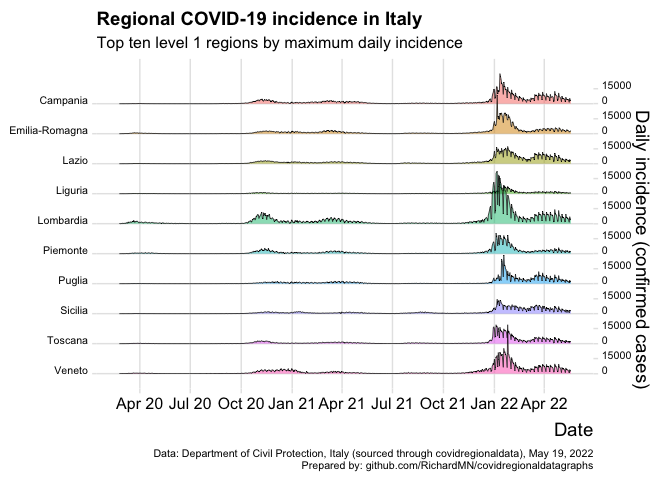 Regional COVID-19 incidence in Italy
Top ten level 1 regions by maximum daily incidence
Campania
15000
0
Emilia-Romagna
15000
0
Lazio
15000
0
Liguria
15000
0
Lombardia
15000
0
Piemonte
15000
0
Puglia
15000
0
Sicilia
15000
0
Toscana
15000
0
Veneto
15000
0
Daily incidence (confirmed cases)
Apr 20 Jul 20 Oct 20 Jan 21 Apr 21 Jul 21 Oct 21 Jan 22 Apr 22
Date
Data: Department of Civil Protection, Italy (sourced through covidregionaldata), May 19, 2022
Prepared by: github.com/RichardMN/covidregionaldatagraphs